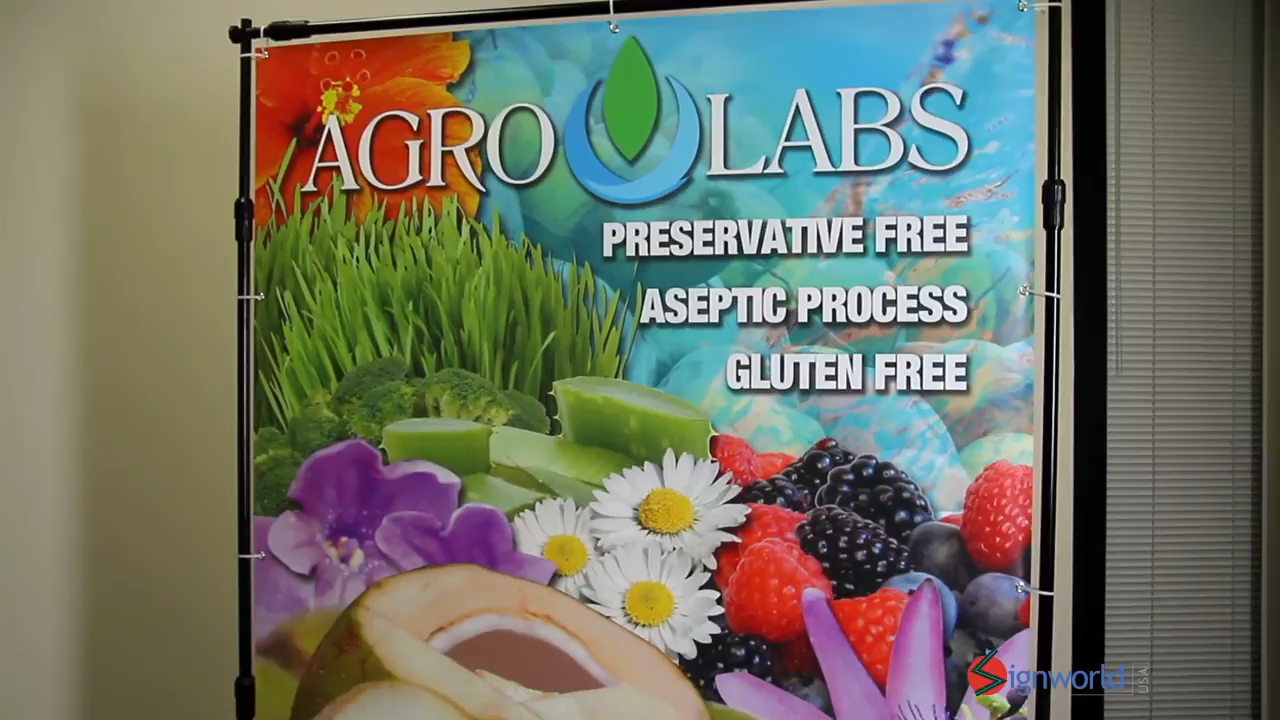 AGRO LABS
PRESERVATIVE FREE
ASEPTIC PROCESS
GLUTEN FREE
Signworld USA